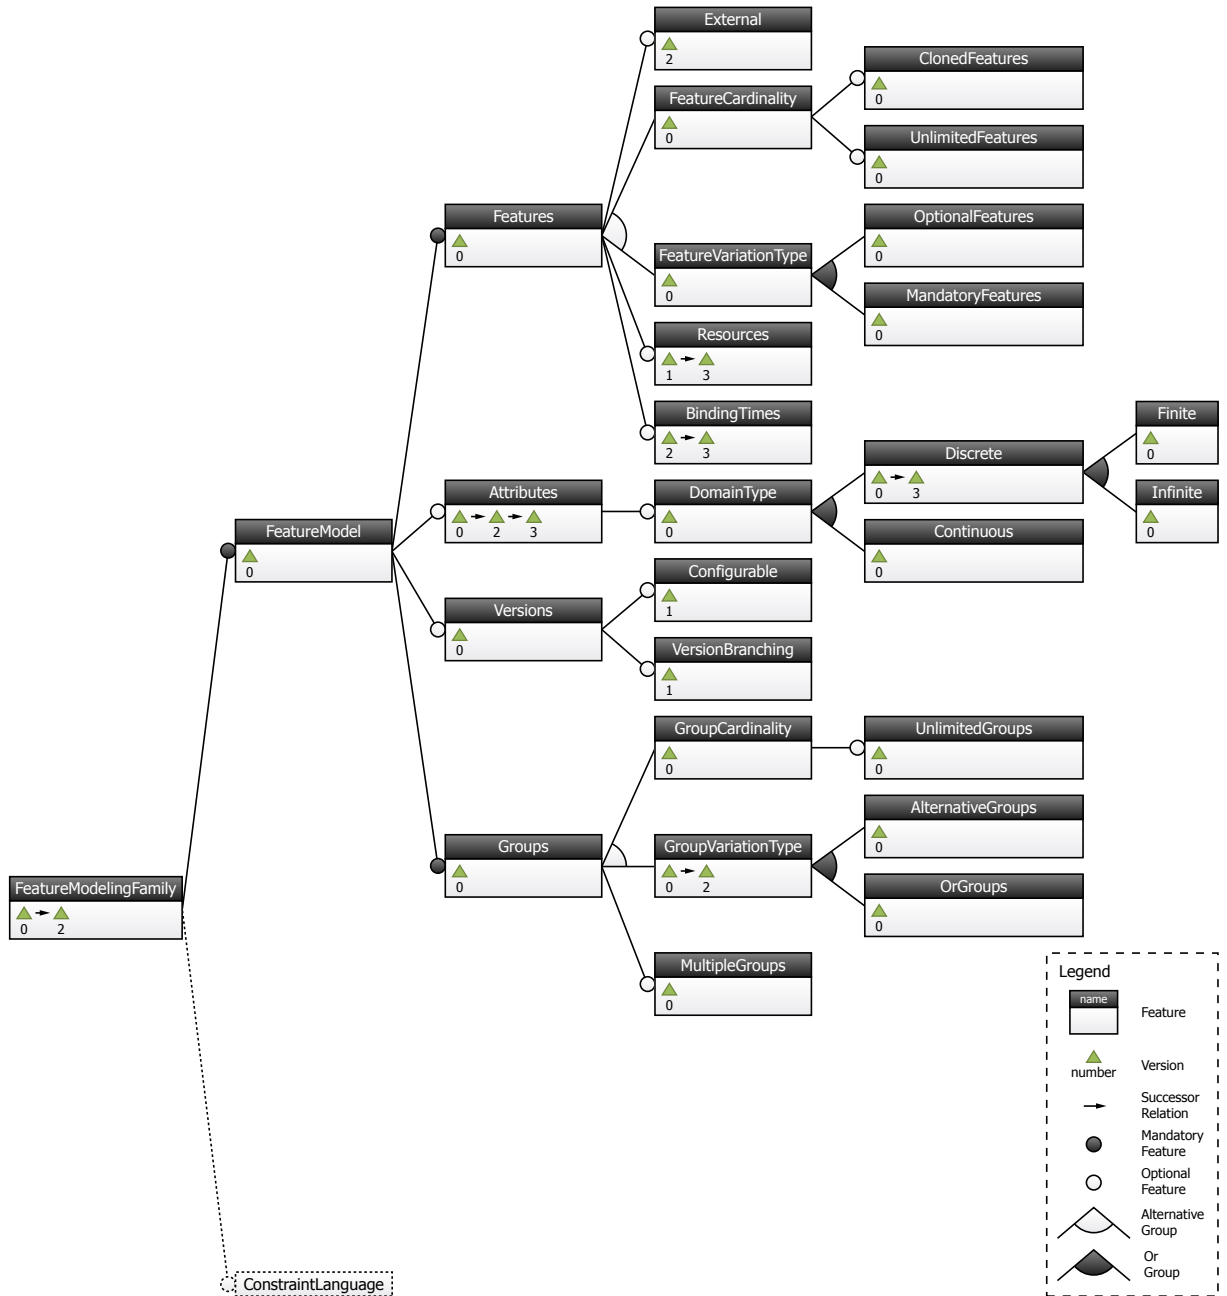 External
2
FeatureCardinality
0
ClonedFeatures
0
UnlimitedFeatures
0
Features
0
FeatureVariationType
0
OptionalFeatures
0
MandatoryFeatures
0
Resources
1 3
BindingTimes
2 3
Attributes
0 2 3
DomainType
0
Discrete
0 3
Finite
0
Infinite
0
Continuous
0
FeatureModel
0
Versions
0
Configurable
1
VersionBranching
1
Groups
0
GroupCardinality
0
UnlimitedGroups
0
GroupVariationType
0 2
AlternativeGroups
0
OrGroups
0
MultipleGroups
0
FeatureModelingFamily
0 2
ConstraintLanguage
Legend
name
Feature
number
Version
Successor
Relation
Mandatory
Feature
Optional
Feature
Alternative
Group
Or
Group